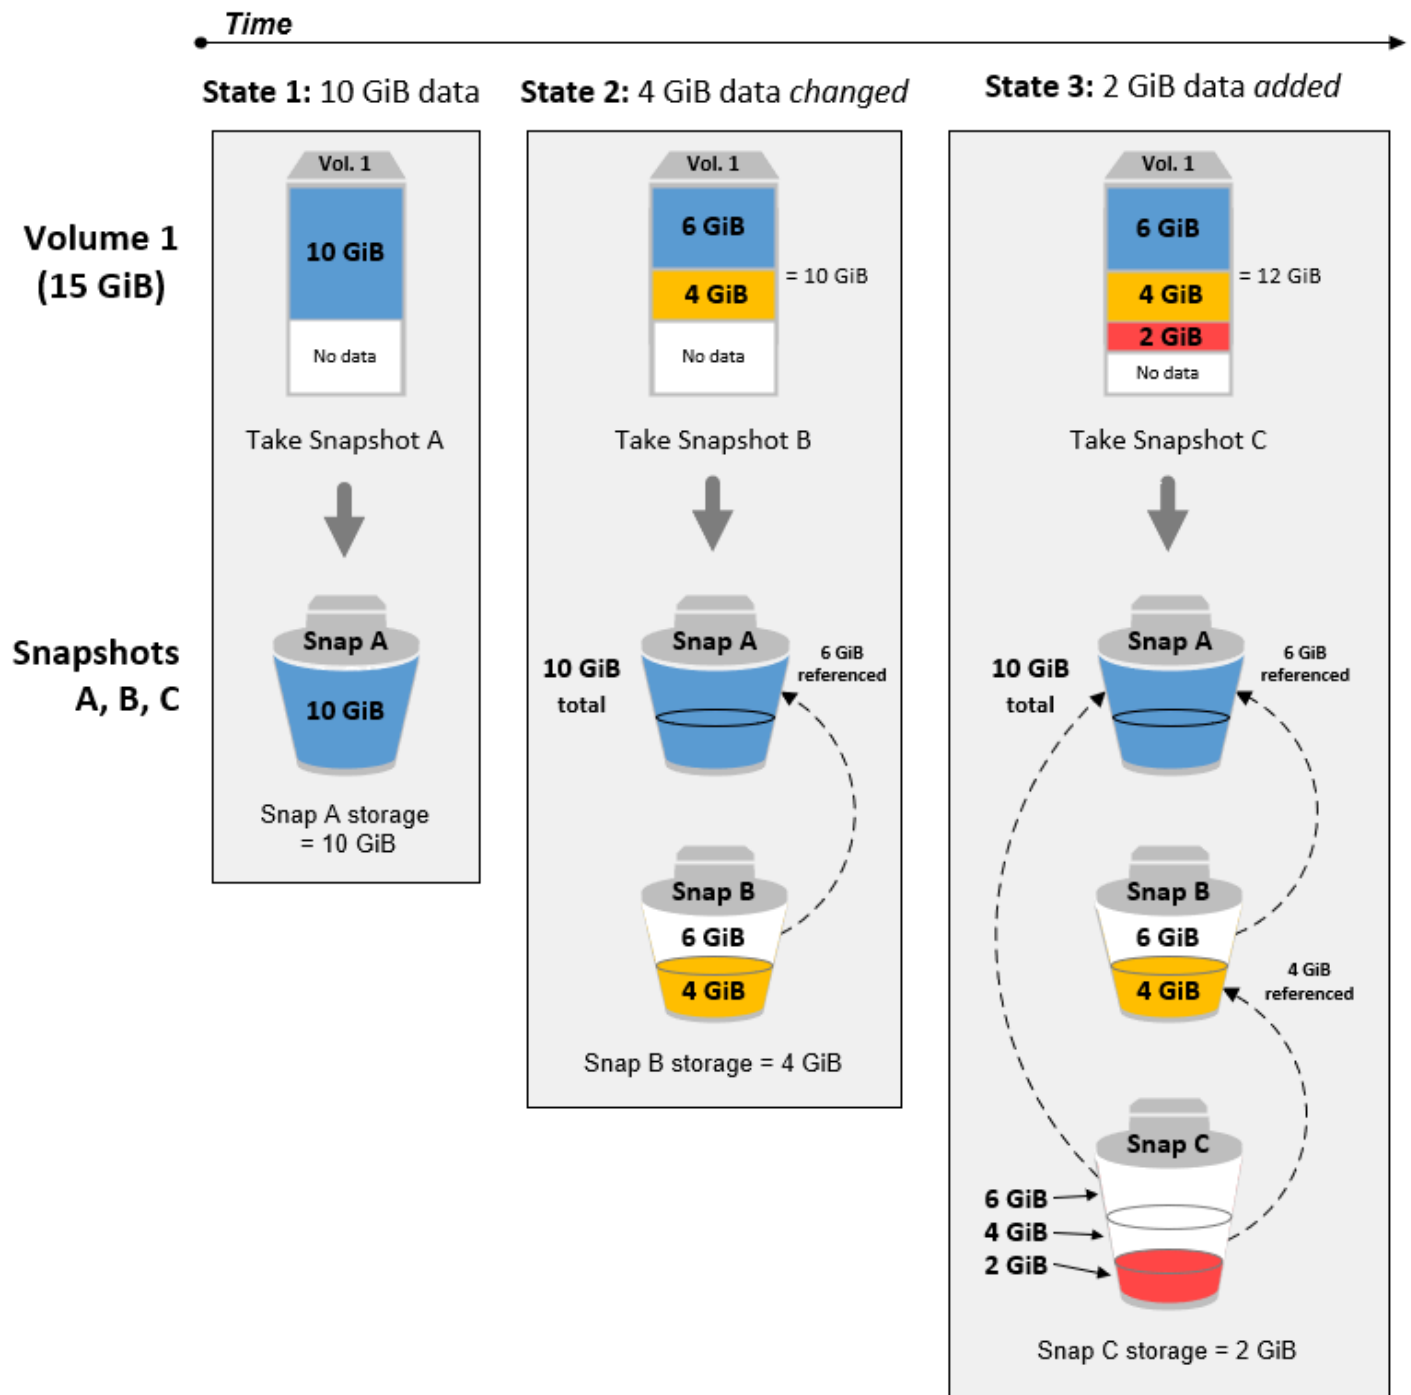 Time
State 1: 10 GiB data
State 2: 4 GiB data changed
State 3: 2 GiB data added
Volume 1
(15 GiB)
Vol. 1
10 GiB
No data
Take Snapshot A
Vol. 1
6 GiB
4 GiB
= 10 GiB
No data
Take Snapshot B
Vol. 1
6 GiB
4 GiB
= 12 GiB
2 GiB
No data
Take Snapshot C
Snapshots
A, B, C
Snap A
10 GiB
Snap A storage
= 10 GiB
Snap A
10 GiB
total
6 GiB
referenced
Snap B
6 GiB
4 GiB
Snap B storage = 4 GiB
Snap A
10 GiB
total
6 GiB
referenced
Snap B
6 GiB
4 GiB
4 GiB
referenced
Snap C
6 GiB
4 GiB
2 GiB
Snap C storage = 2 GiB